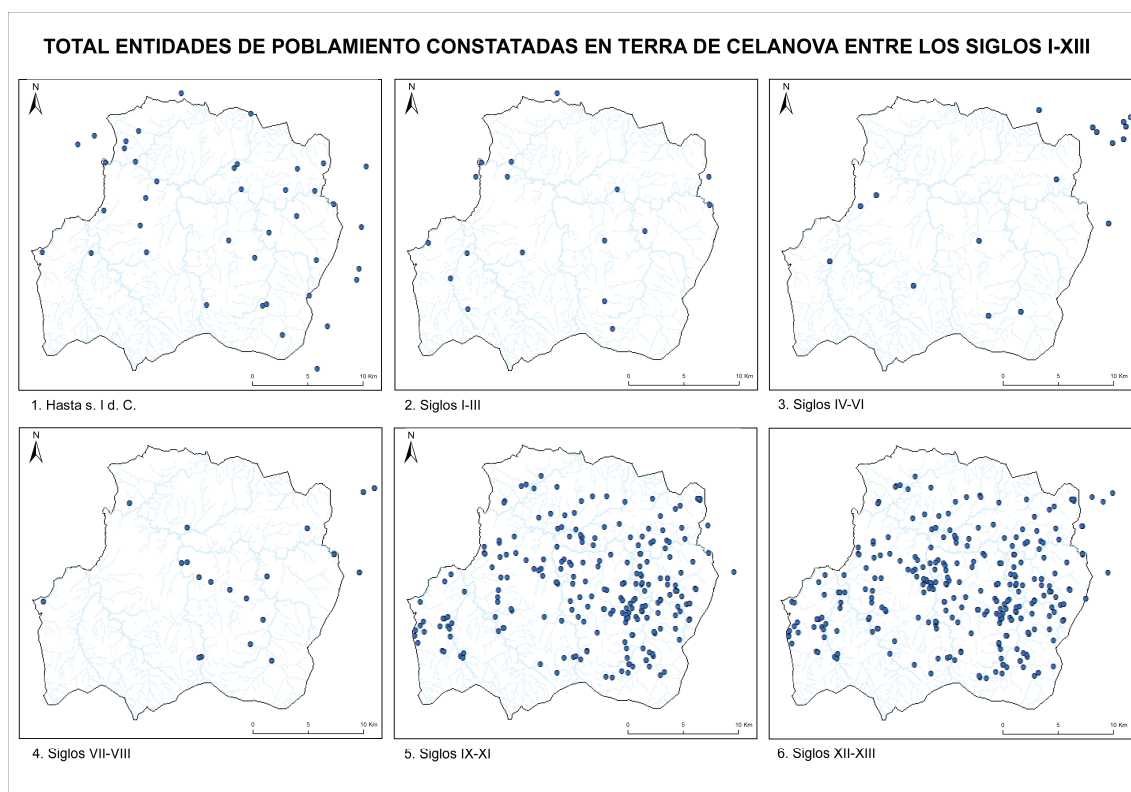 TOTAL ENTIDADES DE POBLAMIENTO CONSTATADAS EN TERRA DE CELANOVA ENTRE LOS SIGLOS I-XIII
N
0 5 10 Km
1. Hasta s. I d. C.
N
0 5 10 Km
2. Siglos I-III
N
0 5 10 Km
3. Siglos IV-VI
N
0 5 10 Km
4. Siglos VII-VIII
N
0 5 10 Km
5. Siglos IX-XI
0 5 10 Km
6. Siglos XII-XIII